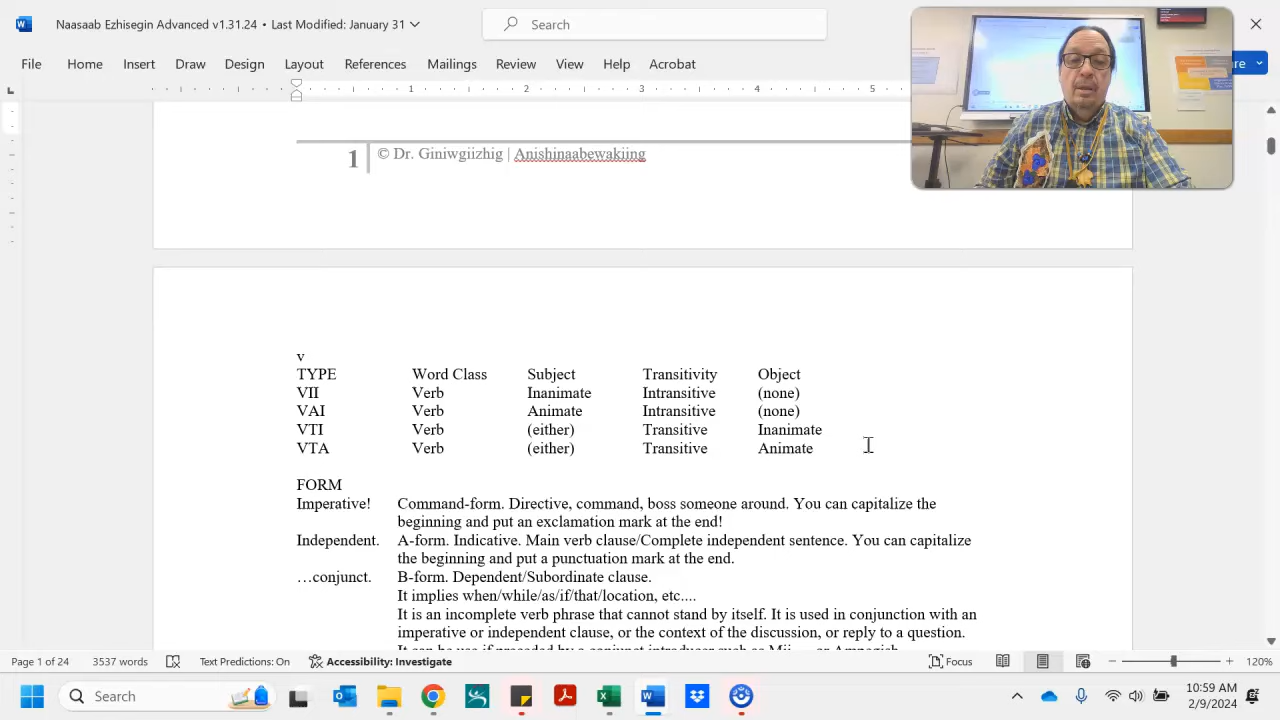 Naasaab Ezhisegin Advanced v1.31.24 • Last Modified: January 31
Search
File Home Insert Draw Design Layout References Mailings Review View Help Acrobat
1 2 3 4 5
1 © Dr. Giniwgiizhig | Anishinaabewakiing
v
TYPE Word Class Subject Transitivity Object
VII Verb Inanimate Intransitive (none)
VAI Verb Animate Intransitive (none)
VTI Verb (either) Transitive Inanimate
VTA Verb (either) Transitive Animate
FORM
Imperative! Command-form. Directive, command, boss someone around. You can capitalize the
beginning and put an exclamation mark at the end!
Independent. A-form. Indicative. Main verb clause/Complete independent sentence. You can capitalize
the beginning and put a punctuation mark at the end.
…conjunct. B-form. Dependent/Subordinate clause.
It implies when/while/as/if/that/location, etc....
It is an incomplete verb phrase that cannot stand by itself. It is used in conjunction with an
imperative or independent clause, or the context of the discussion, or reply to a question.
Page 1 of 24 3537 words Text Predictions: On Accessibility: Investigate Focus 120%
Search
10:59 AM
2/9/2024